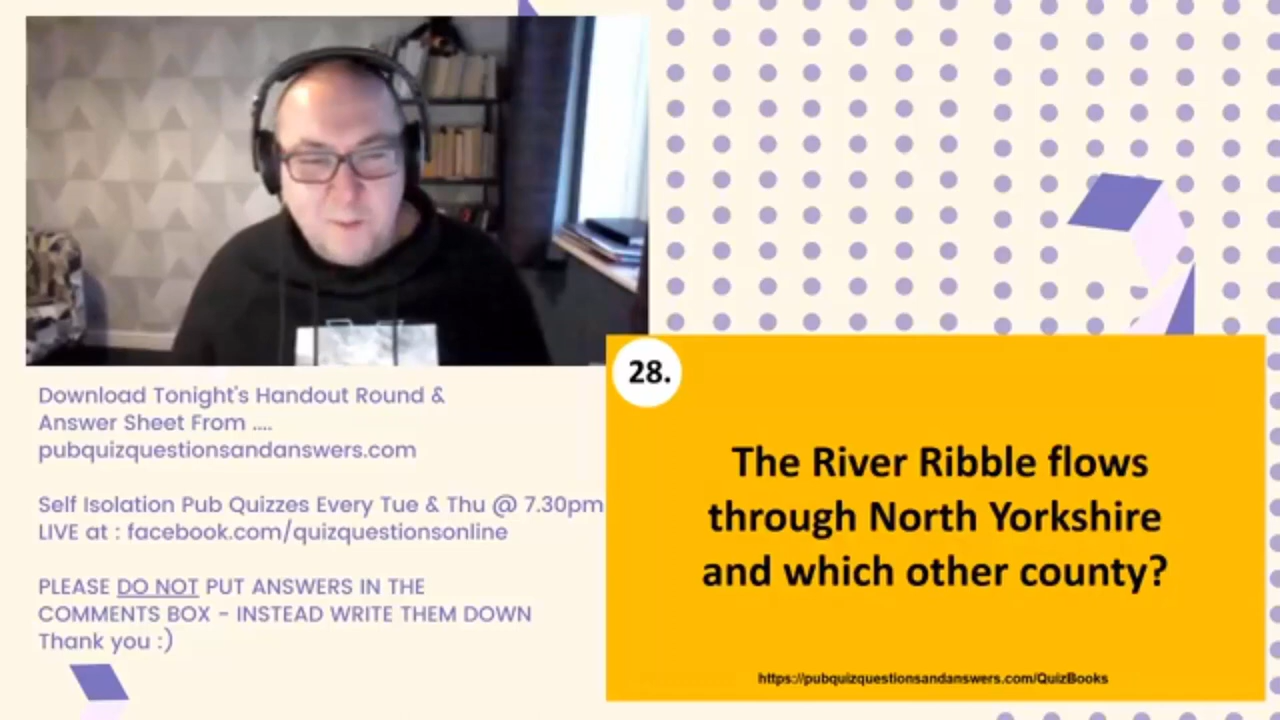 Download Tonight's Handout Round &
Answer Sheet From ....
pubquizquestionsandanswers.com
Self Isolation Pub Quizzes Every Tue & Thu @ 7.30pm
LIVE at : facebook.com/quizquestionsonline
PLEASE DO NOT PUT ANSWERS IN THE
COMMENTS BOX - INSTEAD WRITE THEM DOWN
Thank you :)
28.
The River Ribble flows
through North Yorkshire
and which other county?
https://pubquizquestionsandanswers.com/QuizBooks